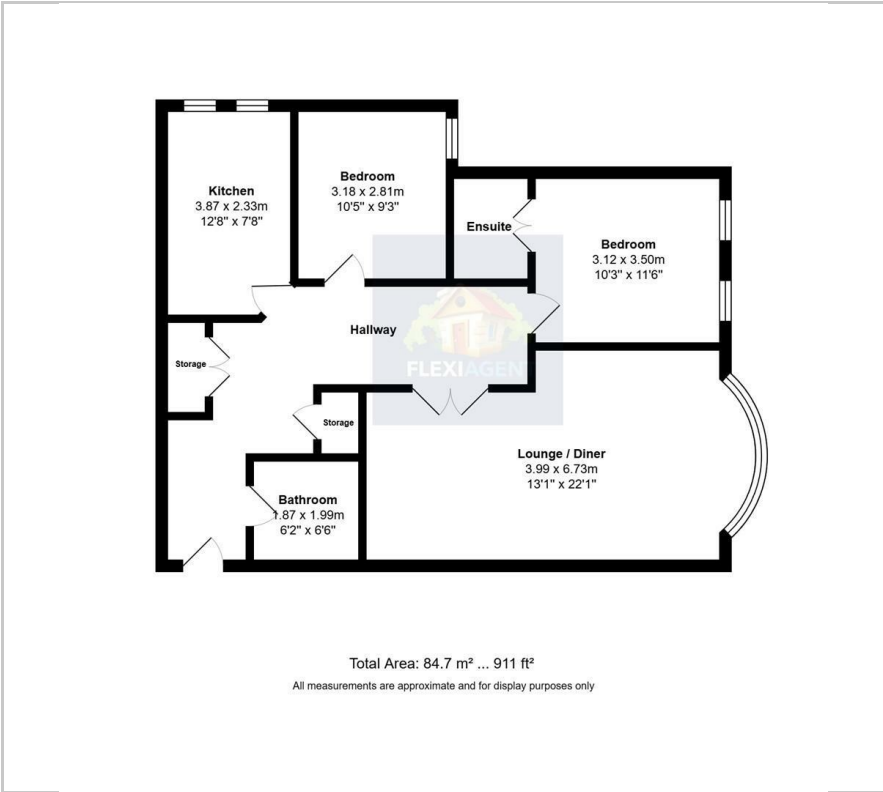 Kitchen
3.87 x 2.33m
12'8" x 7'8"
Bedroom
3.18 x 2.81m
10'5" x 9'3"
Ensuite
Bedroom
3.12 x 3.50m
10'3" x 11'6"
Hallway
FLEXIAGENT
Storage
Storage
Lounge / Diner
3.99 x 6.73m
13'1" x 22'1"
Bathroom
1.87 x 1.99m
6'2" x 6'6"
Total Area: 84.7 m² ... 911 ft²
All measurements are approximate and for display purposes only